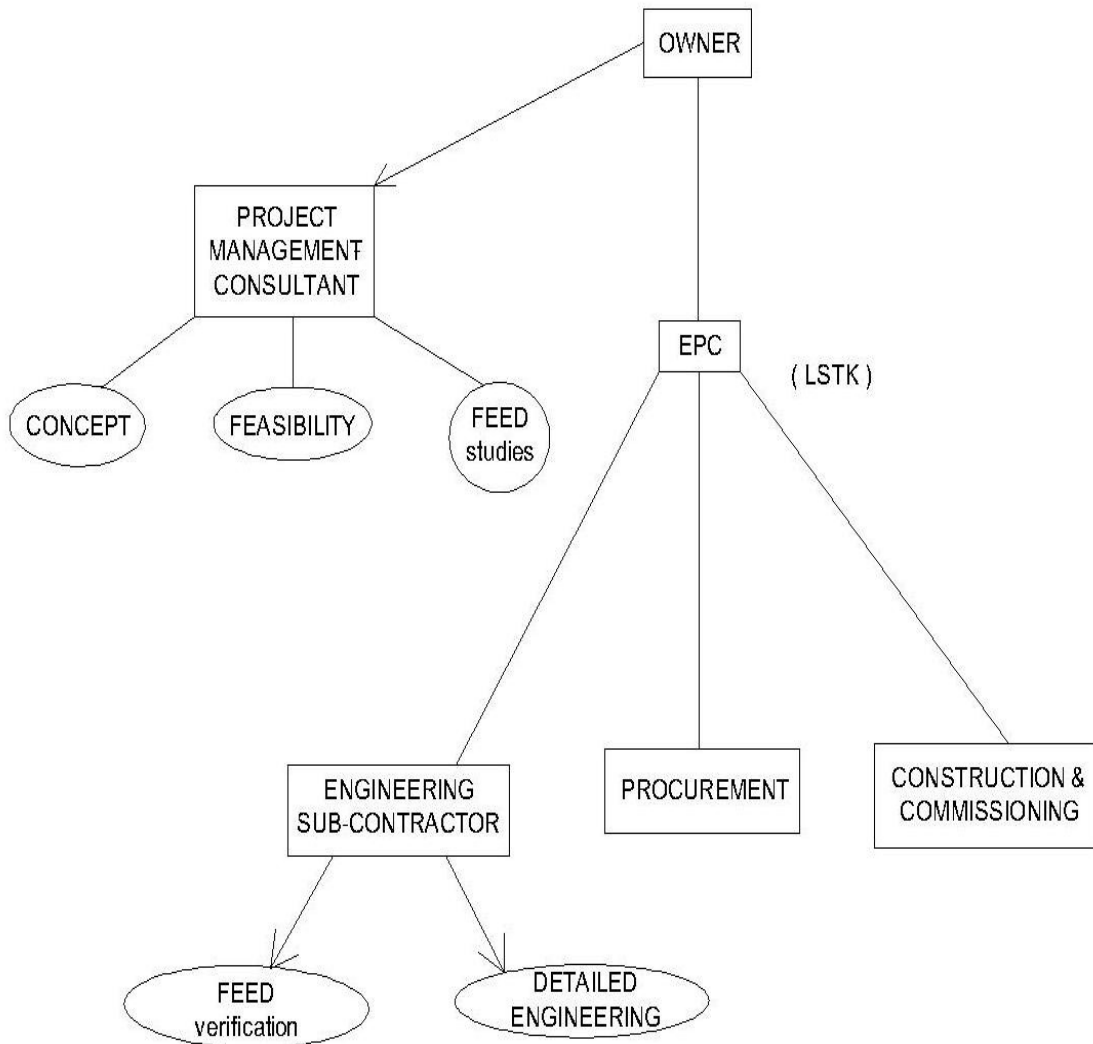 OWNER
PROJECT
MANAGEMENT
CONSULTANT
EPC
( LSTK )
CONCEPT
FEASIBILITY
FEED
studies
ENGINEERING
SUB-CONTRACTOR
PROCUREMENT
CONSTRUCTION &
COMMISSIONING
FEED
verification
DETAILED
ENGINEERING